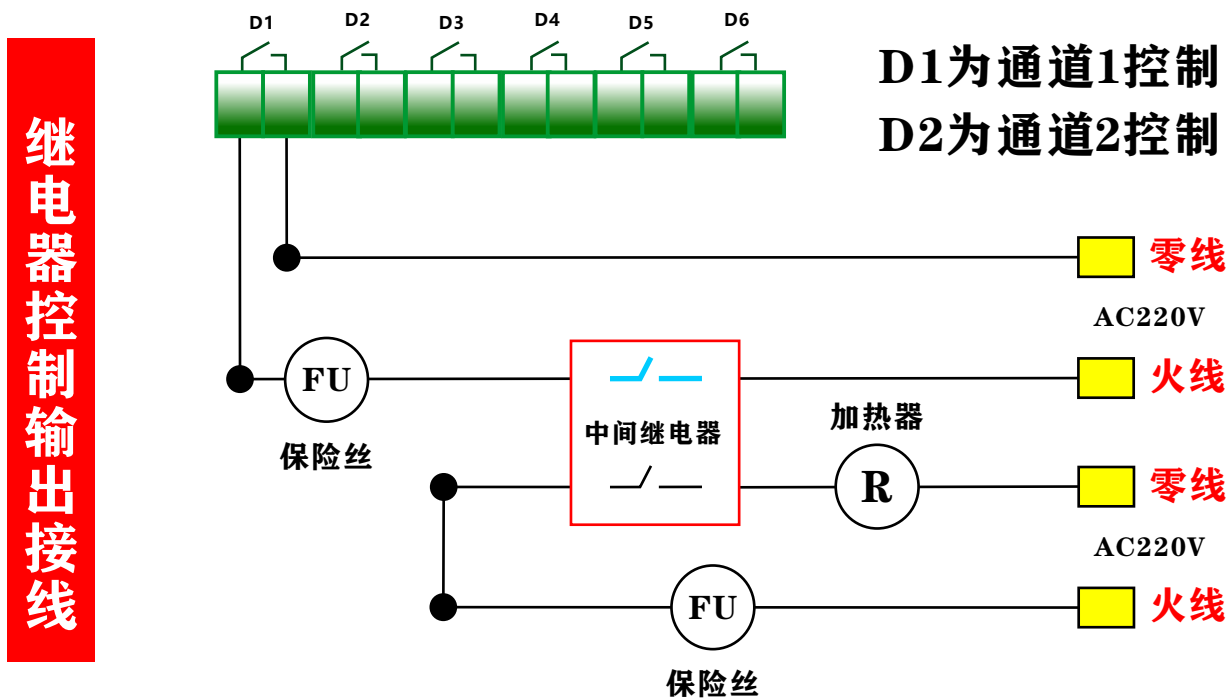 继电器控制输出接线
D1 D2 D3 D4 D5 D6
D1为通道1控制
D2为通道2控制
零线
AC220V
FU
火线
保险丝
中间继电器
加热器
R
零线
AC220V
FU
火线
保险丝